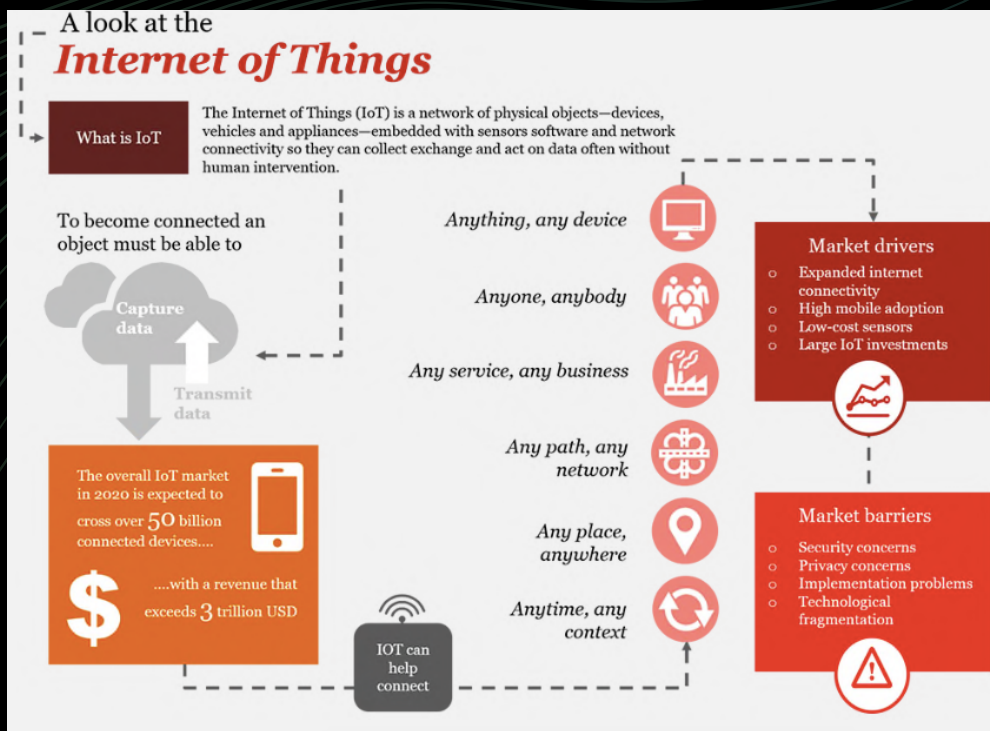 A look at the
Internet of Things
What is IoT
The Internet of Things (IoT) is a network of physical objects—devices,
vehicles and appliances—embedded with sensors software and network
connectivity so they can collect exchange and act on data often without
human intervention.
To become connected an
object must be able to
Capture
data
Transmit
data
The overall IoT market
in 2020 is expected to
cross over 50 billion
connected devices....
....with a revenue that
exceeds 3 trillion USD
$
IOT can
help
connect
Anything, any device
Anyone, anybody
Any service, any business
Any path, any
network
Any place,
anywhere
Anytime, any
context
Market drivers
o Expanded internet
connectivity
o High mobile adoption
o Low-cost sensors
o Large IoT investments
Market barriers
o Security concerns
o Privacy concerns
o Implementation problems
o Technological
fragmentation